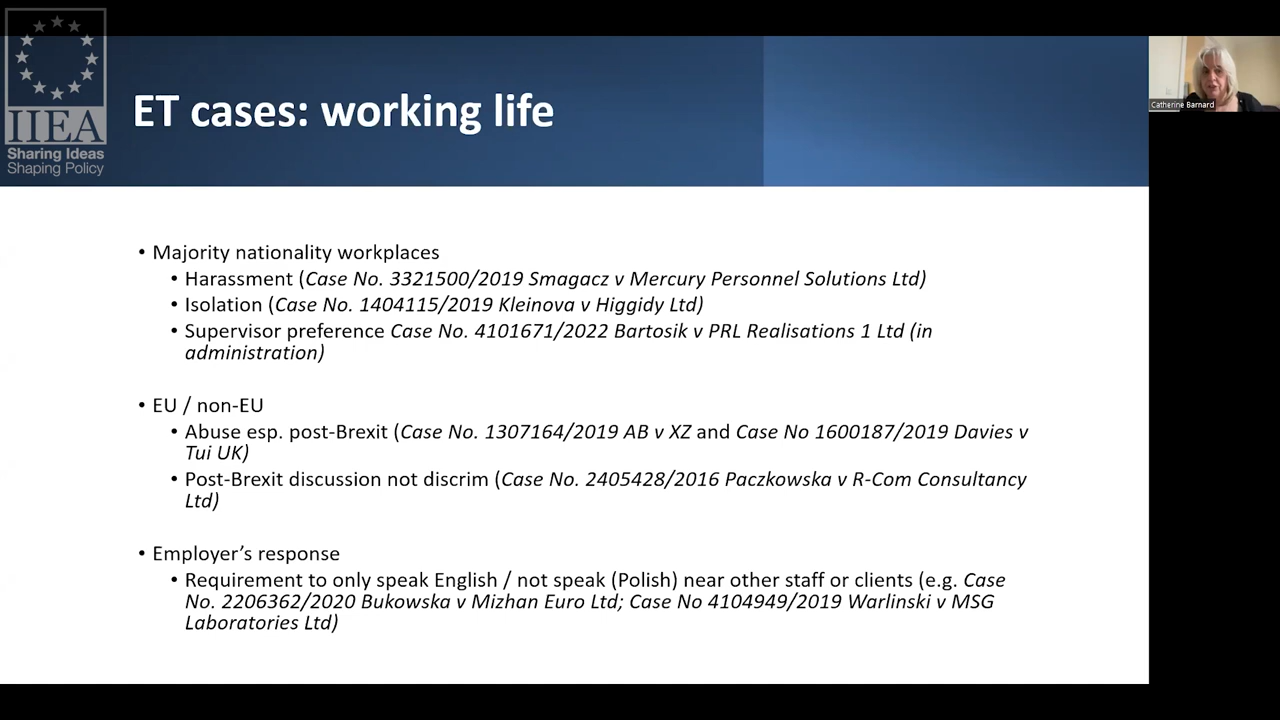 IIEA
Sharing Ideas
Shaping Policy
ET cases: working life
Catherine Barnard
• Majority nationality workplaces
• Harassment (Case No. 3321500/2019 Smagacz v Mercury Personnel Solutions Ltd)
• Isolation (Case No. 1404115/2019 Kleinova v Higgidy Ltd)
• Supervisor preference Case No. 4101671/2022 Bartosik v PRL Realisations 1 Ltd (in
administration)
• EU / non-EU
• Abuse esp. post-Brexit (Case No. 1307164/2019 AB v XZ and Case No 1600187/2019 Davies v
Tui UK)
• Post-Brexit discussion not discrim (Case No. 2405428/2016 Paczkowska v R-Com Consultancy
Ltd)
• Employer’s response
• Requirement to only speak English / not speak (Polish) near other staff or clients (e.g. Case
No. 2206362/2020 Bukowska v Mizhan Euro Ltd; Case No 4104949/2019 Warlinski v MSG
Laboratories Ltd)